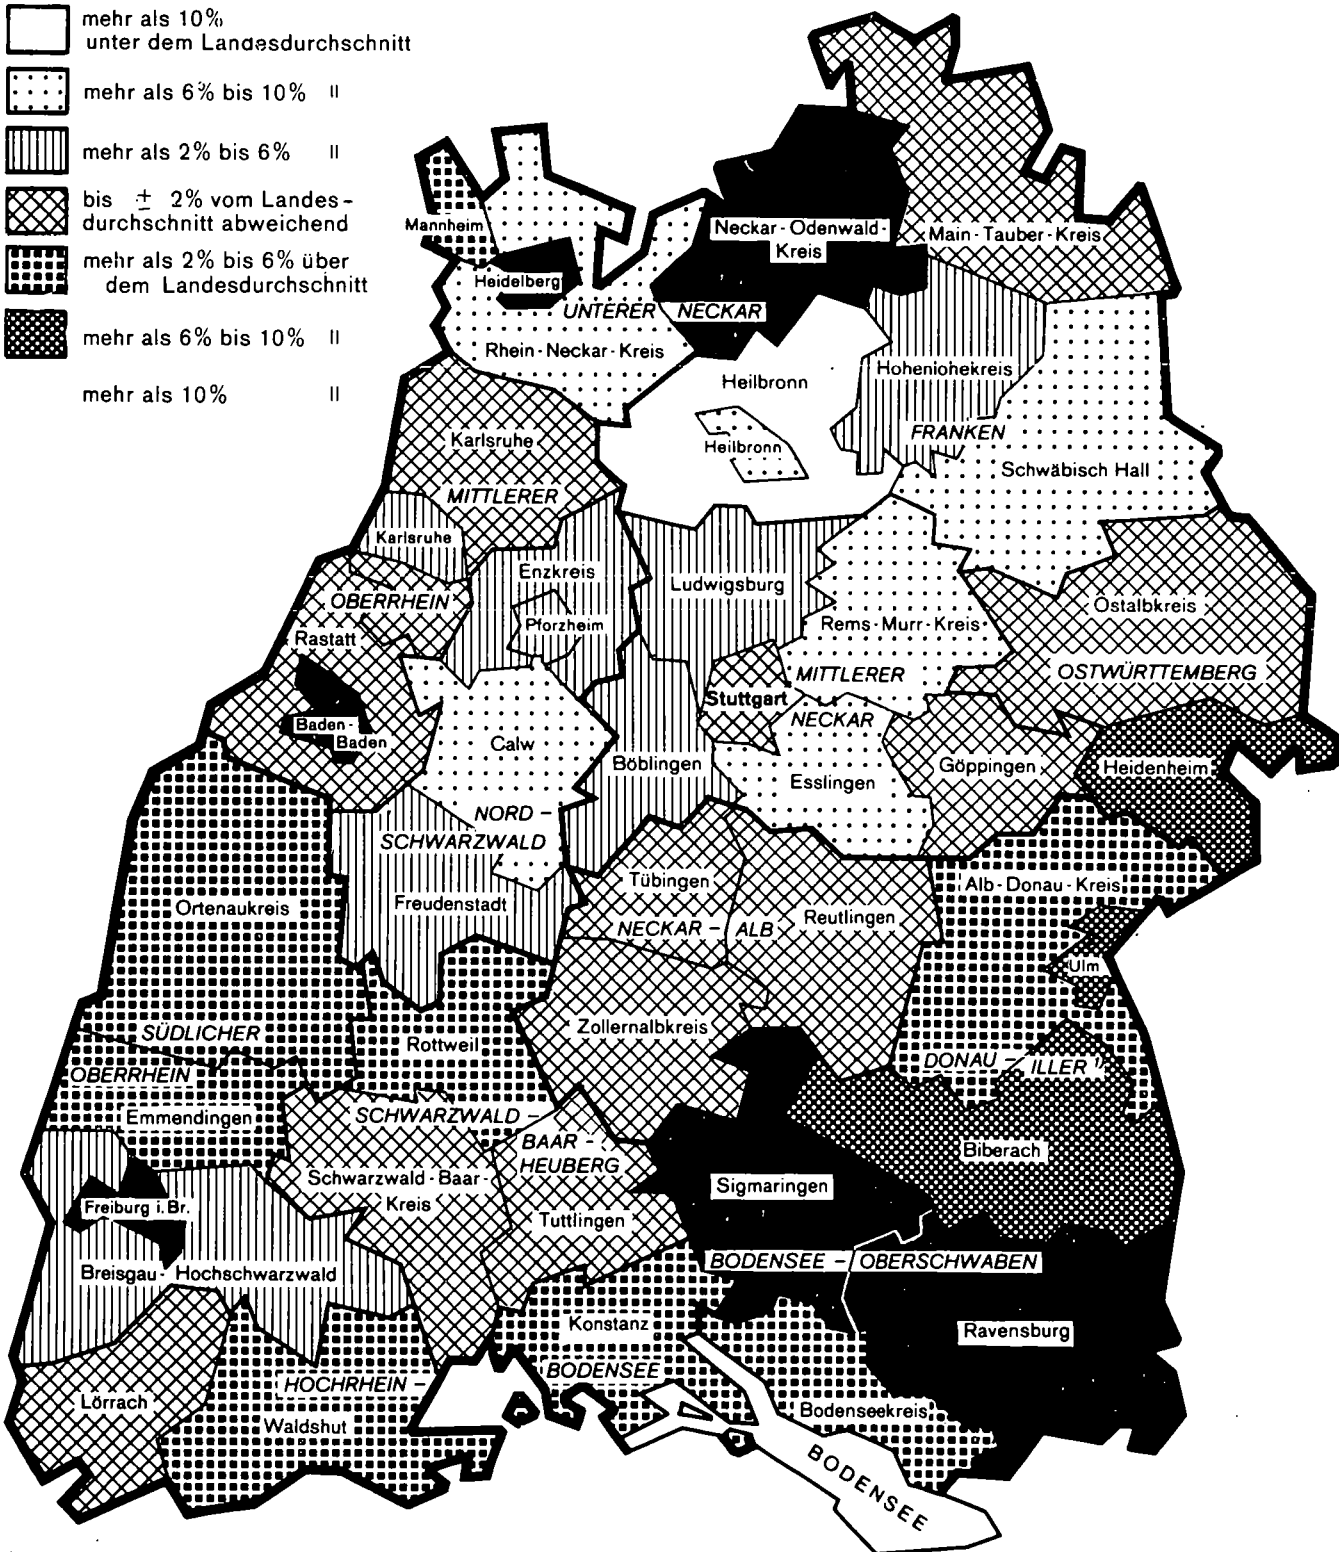 mehr als 10%
unter dem Landesdurchschnitt
mehr als 6% bis 10% "
mehr als 2% bis 6% "
bis ± 2% vom Landes-
durchschnitt abweichend
mehr als 2% bis 6% über
dem Landesdurchschnitt
mehr als 6% bis 10% "
mehr als 10% "
Mannheim
Neckar-Odenwald-
Kreis
Main-Tauber-Kreis
Heidelberg
UNTERER NECKAR
Rhein-Neckar-Kreis
Heilbronn
Hohenlohekreis
Karlsruhe
Heilbronn
FRANKEN
Schwäbisch Hall
MITTLERER
Karlsruhe
Enzkreis
Ludwigsburg
OBERRHEIN
Ostalbkreis
Pforzheim
Rems-Murr-Kreis
Rastatt
MITTLERER
OSTWÜRTTEMBERG
Stuttgart
NECKAR
Baden-
Baden
Calw
Böblingen
Esslingen
Göppingen
Heidenheim
NORD-
SCHWARZWALD
Tübingen
Alb-Donau-Kreis
Ortenaukreis
Freudenstadt
Reutlingen
NECKAR - ALB
Ulm
SÜDLICHER
Zollernalbkreis
Rottweil
DONAU - ILLER 1)
OBERRHEIN
Emmendingen
SCHWARZWALD-
BAAR-
HEUBERG
Biberach
Schwarzwald-Baar-
Kreis
Sigmaringen
Freiburg i. Br.
Tuttlingen
BODENSEE - OBERSCHWABEN
Breisgau-Hochschwarzwald
Konstanz
Ravensburg
BODENSEE
HOCHRHEIN-
Lörrach
Waldshut
Bodenseekreis
BODENSEE